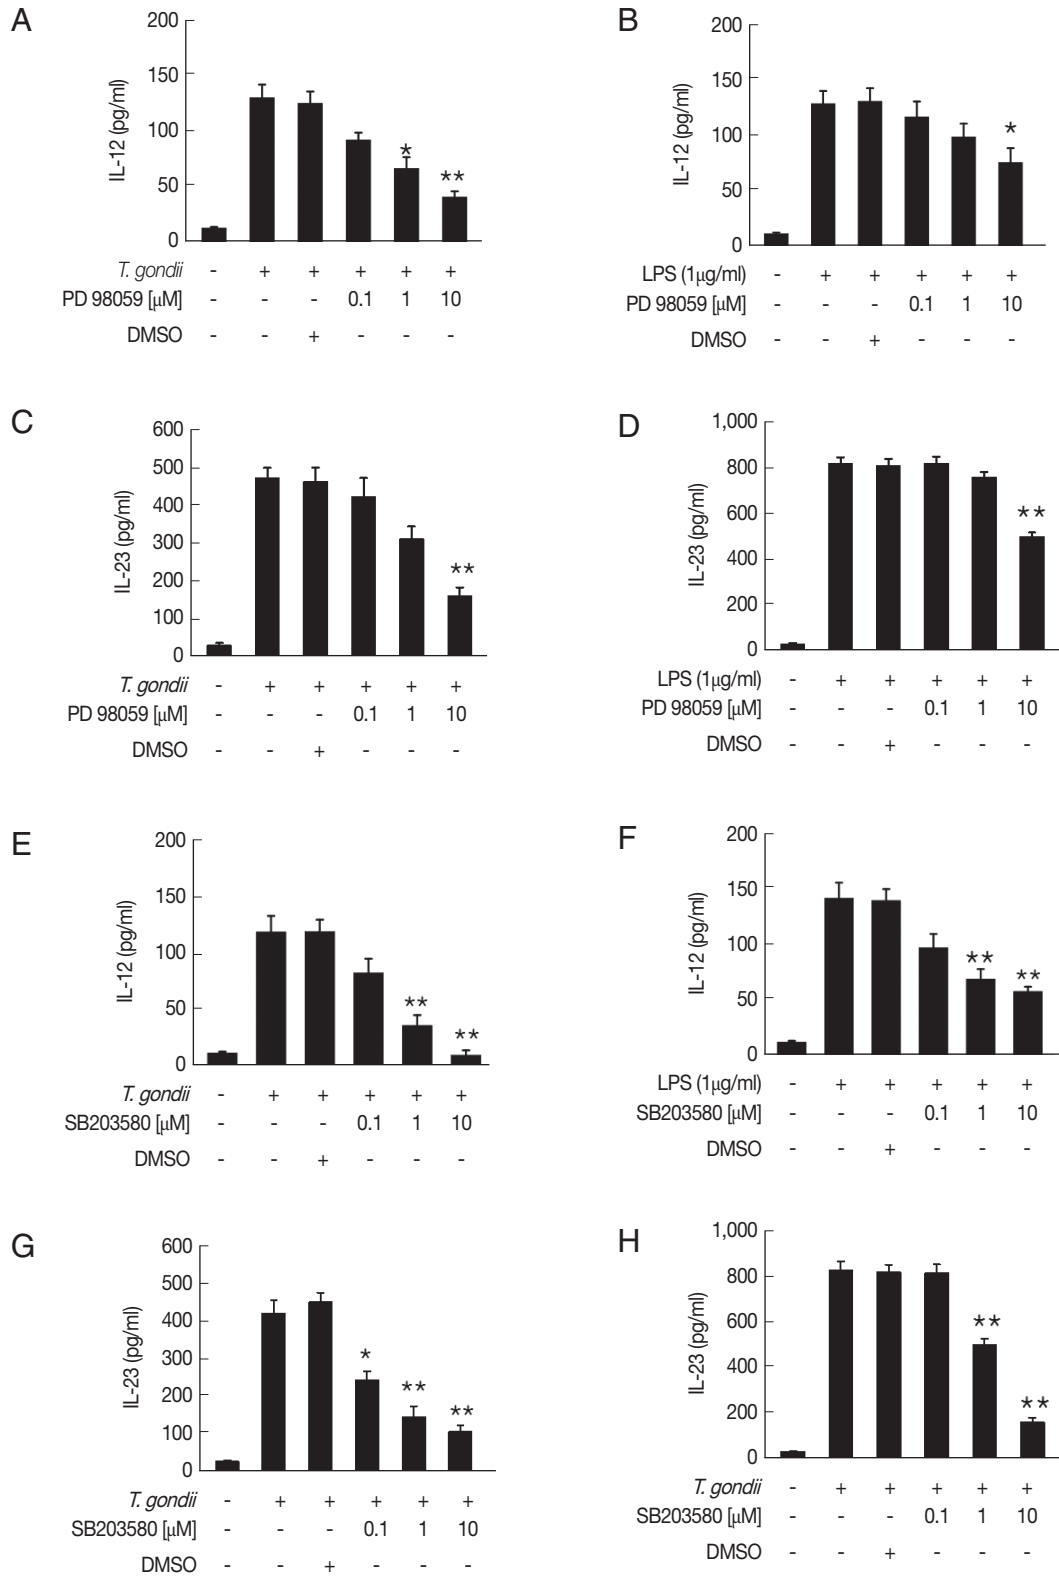 A
200
150
100
50
0
IL-12 (pg/ml)
*
**
T. gondii - + + + + +
PD 98059 [μM] - - - 0.1 1 10
DMSO - - + - - -
B
200
150
100
50
0
IL-12 (pg/ml)
*
LPS (1μg/ml) - + + + + +
PD 98059 [μM] - - - 0.1 1 10
DMSO - - + - - -
C
600
500
400
300
200
100
0
IL-23 (pg/ml)
**
T. gondii - + + + + +
PD 98059 [μM] - - - 0.1 1 10
DMSO - - + - - -
D
1,000
800
600
400
200
0
IL-23 (pg/ml)
**
LPS (1μg/ml) - + + + + +
PD 98059 [μM] - - - 0.1 1 10
DMSO - - + - - -
E
200
150
100
50
0
IL-12 (pg/ml)
**
**
T. gondii - + + + + +
SB203580 [μM] - - - 0.1 1 10
DMSO - - + - - -
F
200
150
100
50
0
IL-12 (pg/ml)
**
**
LPS (1μg/ml) - + + + + +
SB203580 [μM] - - - 0.1 1 10
DMSO - - + - - -
G
600
500
400
300
200
100
0
IL-23 (pg/ml)
*
**
**
T. gondii - + + + + +
SB203580 [μM] - - - 0.1 1 10
DMSO - - + - - -
H
1,000
800
600
400
200
0
IL-23 (pg/ml)
**
**
T. gondii - + + + + +
SB203580 [μM] - - - 0.1 1 10
DMSO - - + - - -